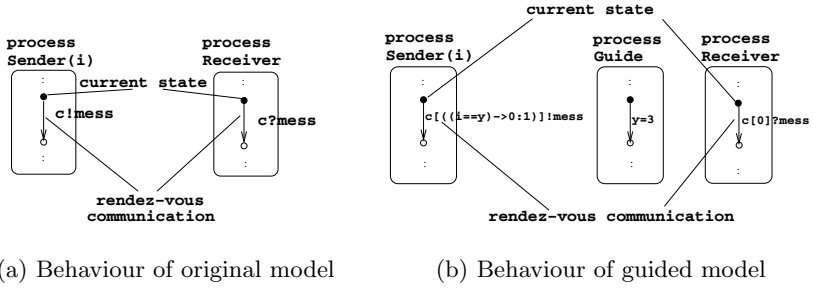 process
Sender(i)
process
Receiver
current state
:
:
c!mess
c?mess
:
:
rendez-vous
communication
(a) Behaviour of original model
current state
process
Sender(i)
process
Guide
process
Receiver
:
:
:
c[((i==y)->0:1)]!mess
y=3
c[0]?mess
:
:
:
rendez-vous communication
(b) Behaviour of guided model